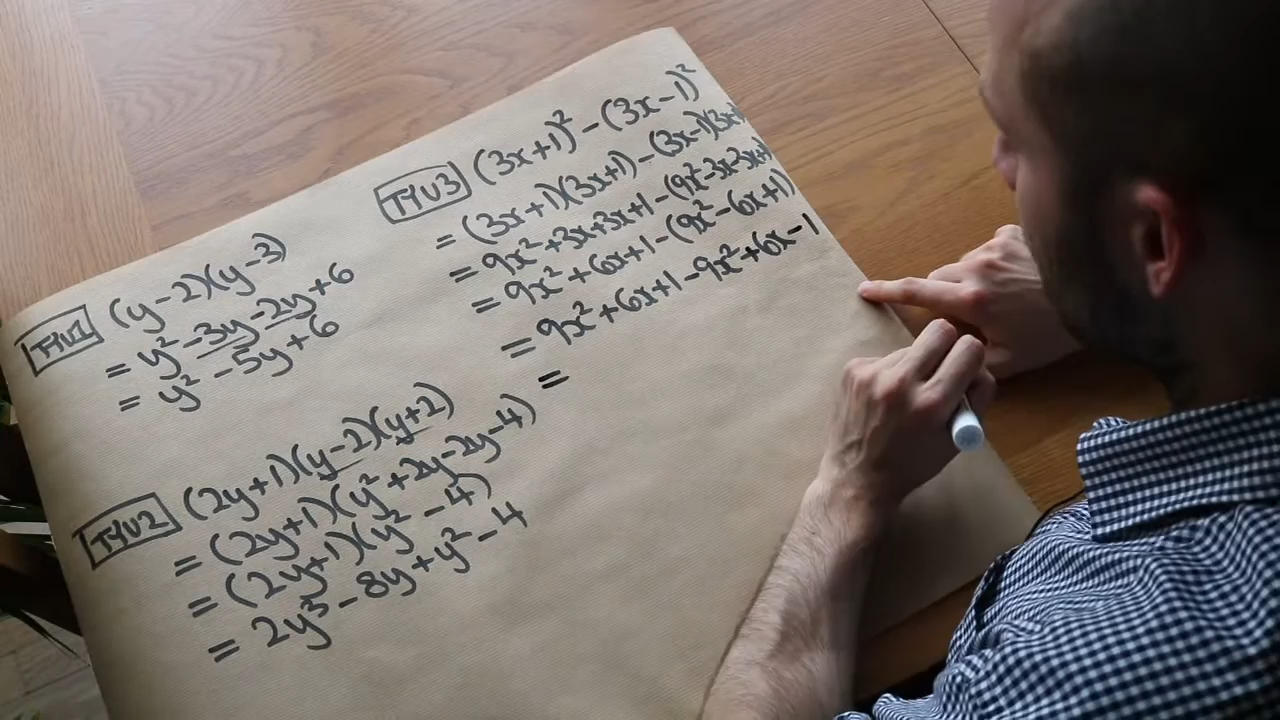 TYU1 (y-2)(y-3)
= y² -3y-2y+6
= y² -5y+6
TYU2 (2y+1)(y-2)(y+2)
= (2y+1)(y²+2y-2y-4)
= (2y+1)(y² -4)
= 2y³ -8y+y² -4
TYU3 (3x+1)² -(3x-1)²
= (3x+1)(3x+1)-(3x-1)(3x-1
= 9x² +3x+3x+1-(9x²-3x-3x+1
= 9x² +6x+1-(9x² -6x+1)
= 9x² +6x+1-9x²+6x-1
=